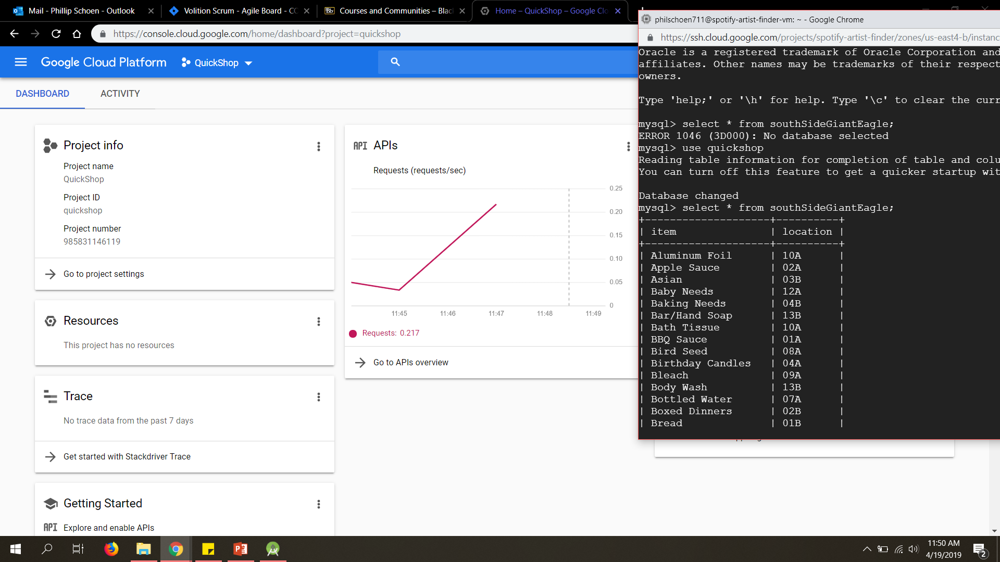 Mail - Phillip Schoen - Outlook
Volition Scrum - Agile Board - CC
Courses and Communities – Blac
Home – QuickShop – Google Clo
https://console.cloud.google.com/home/dashboard?project=quickshop
Google Cloud Platform
QuickShop
DASHBOARD
ACTIVITY
Project info
Project name
QuickShop
Project ID
quickshop
Project number
985831146119
Go to project settings
Resources
This project has no resources
Trace
No trace data from the past 7 days
Get started with Stackdriver Trace
Getting Started
API Explore and enable APIs
API APIs
Requests (requests/sec)
0.25
0.20
0.15
0.10
0.05
0
11:45 11:46 11:47 11:48 11:49
Requests: 0.217
Go to APIs overview
philschoen711@spotify-artist-finder-vm: ~ - Google Chrome
https://ssh.cloud.google.com/projects/spotify-artist-finder/zones/us-east4-b/instanc
Oracle is a registered trademark of Oracle Corporation and
affiliates. Other names may be trademarks of their respect
owners.
Type 'help;' or '\h' for help. Type '\c' to clear the curr
mysql> select * from southSideGiantEagle;
ERROR 1046 (3D000): No database selected
mysql> use quickshop
Reading table information for completion of table and colu
You can turn off this feature to get a quicker startup wit
Database changed
mysql> select * from southSideGiantEagle;
+--------------------+----------+
| item | location |
+--------------------+----------+
| Aluminum Foil | 10A |
| Apple Sauce | 02A |
| Asian | 03B |
| Baby Needs | 12A |
| Baking Needs | 04B |
| Bar/Hand Soap | 13B |
| Bath Tissue | 10A |
| BBQ Sauce | 01A |
| Bird Seed | 08A |
| Birthday Candles | 04A |
| Bleach | 09A |
| Body Wash | 13B |
| Bottled Water | 07A |
| Boxed Dinners | 02B |
| Bread | 01B |
11:50 AM
4/19/2019
2